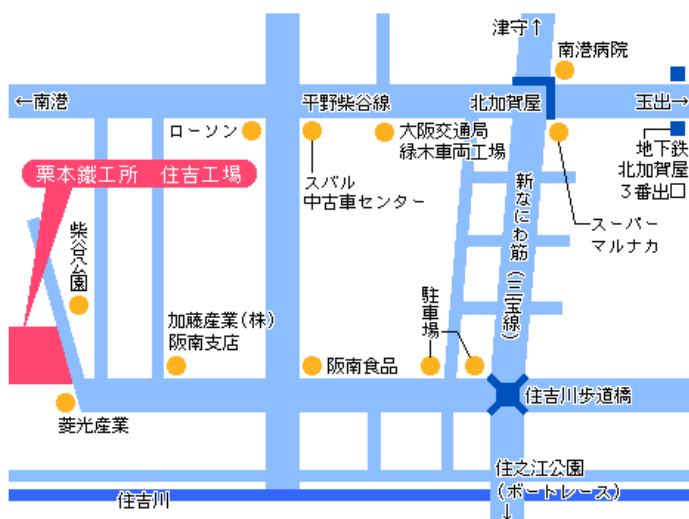 津守↑
南港病院
←南港
平野柴谷線
北加賀屋
玉出→
ローソン
大阪交通局
緑木車両工場
地下鉄
北加賀屋
3番出口
栗本鐵工所 住吉工場
スバル
中古車センター
新なにわ筋(三宝線)
スーパー
マルナカ
柴谷公園
駐車場
加藤産業(株)
阪南支店
阪南食品
住吉川歩道橋
菱光産業
住之江公園
(ボートレース)
↓
住吉川